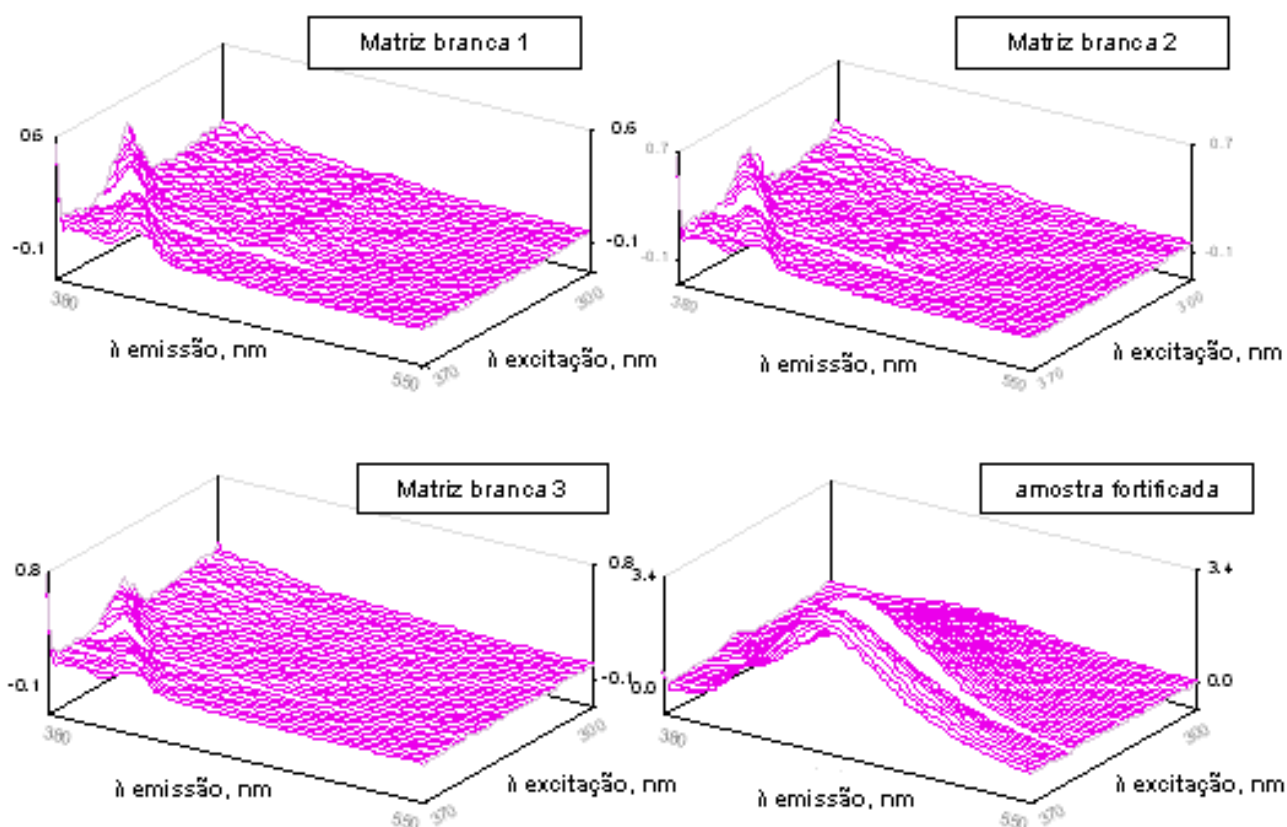 Matriz branca 1
0.6
-0.1
0.6
-0.1
380
550
370
300
λ emissão, nm
λ excitação, nm
Matriz branca 2
0.7
-0.1
0.7
-0.1
380
550
370
300
λ emissão, nm
λ excitação, nm
Matriz branca 3
0.8
-0.1
0.8
-0.1
380
550
370
300
λ emissão, nm
λ excitação, nm
amostra fortificada
3.4
0.0
3.4
0.0
380
550
370
300
λ emissão, nm
λ excitação, nm